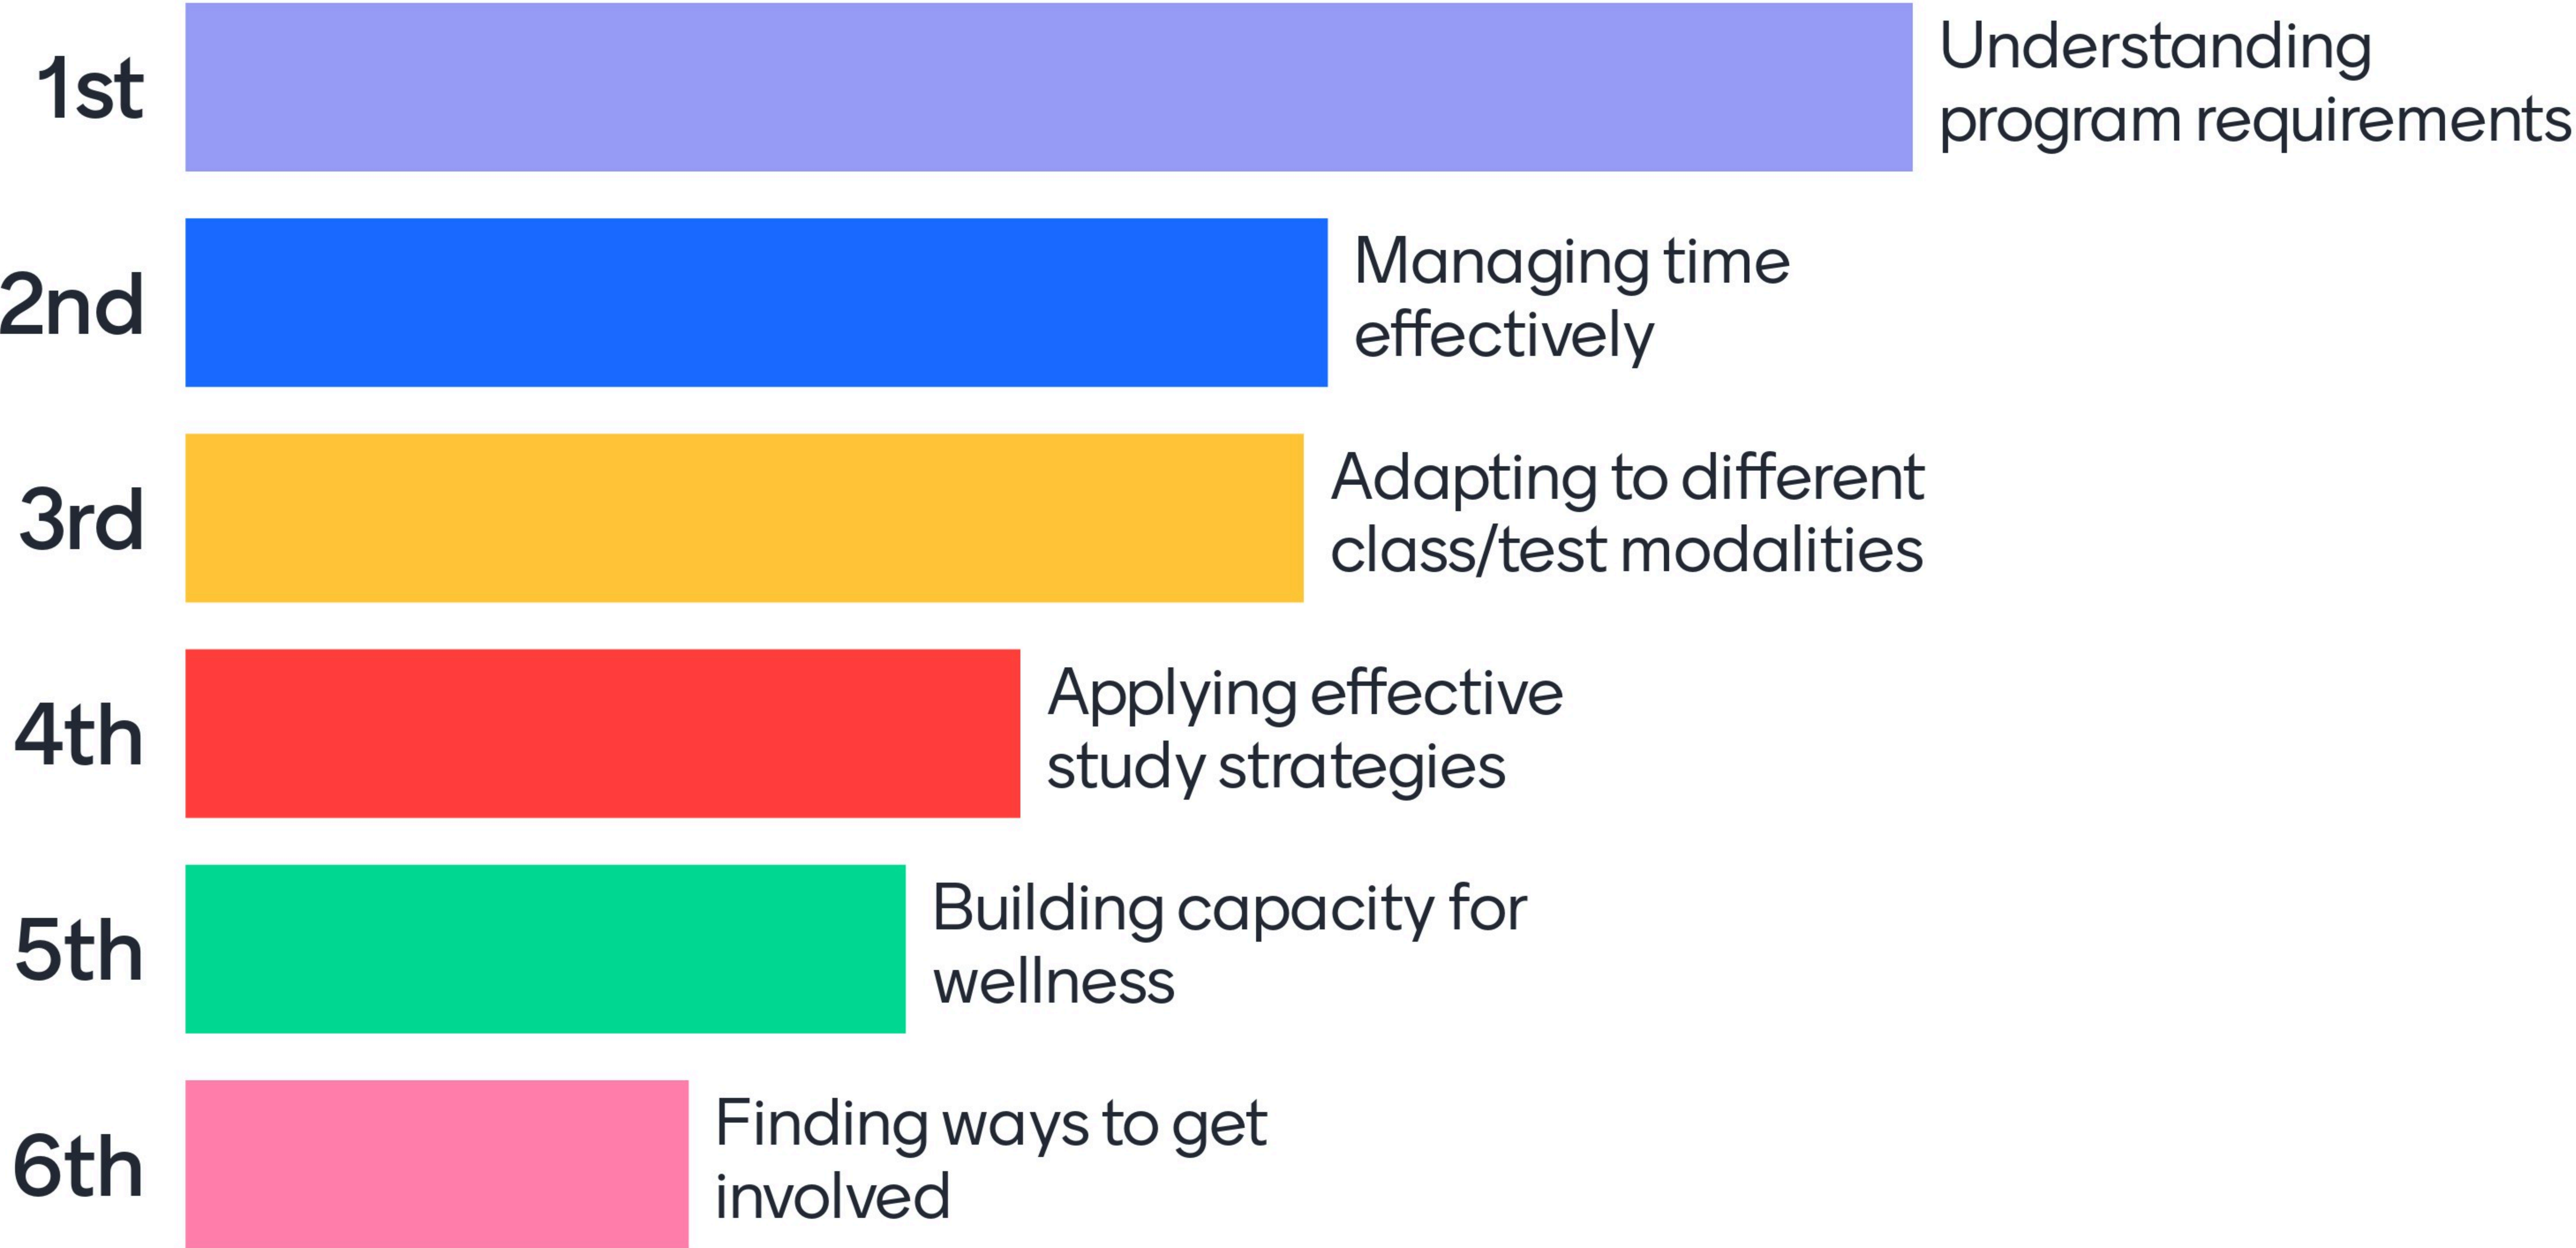 1st
Understanding
program requirements
2nd
Managing time
effectively
3rd
Adapting to different
class/test modalities
4th
Applying effective
study strategies
5th
Building capacity for
wellness
6th
Finding ways to get
involved